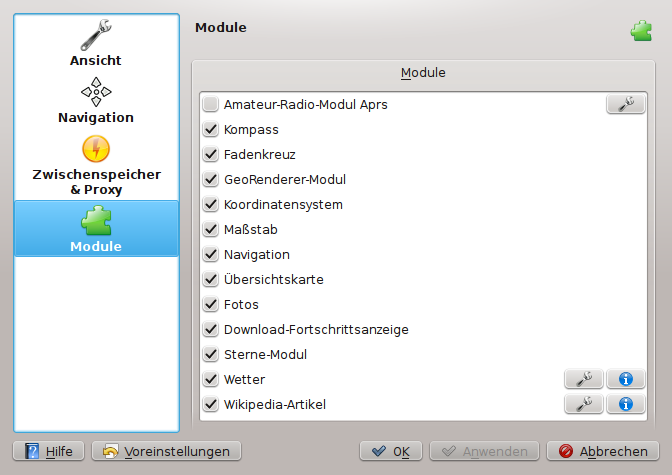 Ansicht
Navigation
Zwischenspeicher
& Proxy
Module
Module
Module
Amateur-Radio-Modul Aprs
Kompass
Fadenkreuz
GeoRenderer-Modul
Koordinatensystem
Maßstab
Navigation
Übersichtskarte
Fotos
Download-Fortschrittsanzeige
Sterne-Modul
Wetter
Wikipedia-Artikel
Hilfe
Voreinstellungen
OK
Anwenden
Abbrechen